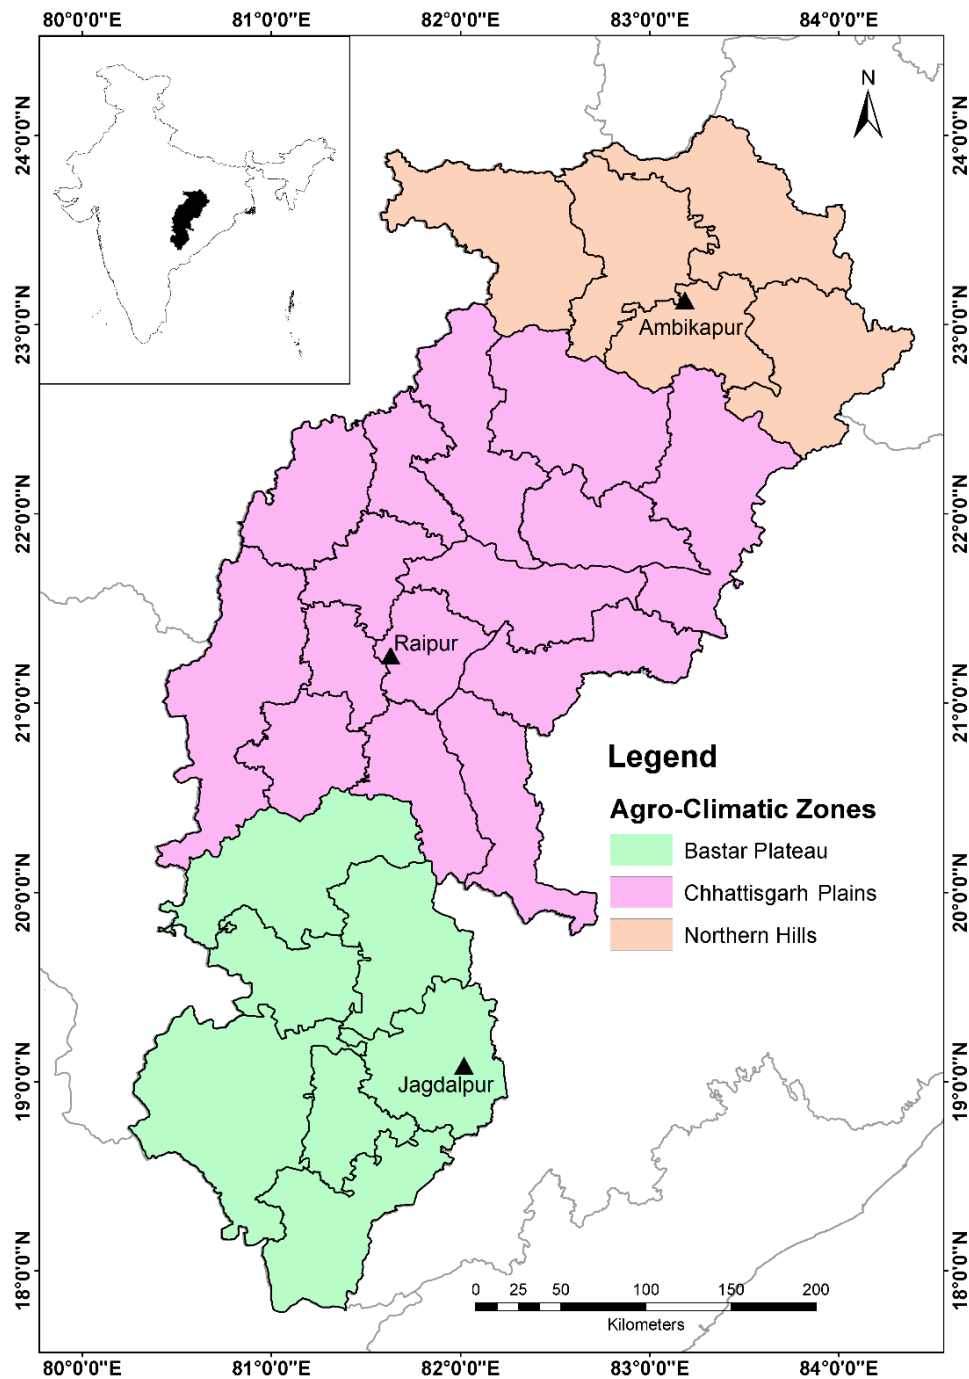 80°0'0"E 81°0'0"E 82°0'0"E 83°0'0"E 84°0'0"E
N
24°0'0"N 24°0'0"N
23°0'0"N 23°0'0"N
Ambikapur
22°0'0"N 22°0'0"N
Raipur
21°0'0"N 21°0'0"N
Legend
Agro-Climatic Zones
Bastar Plateau
Chhattisgarh Plains
Northern Hills
20°0'0"N 20°0'0"N
19°0'0"N 19°0'0"N
Jagdalpur
18°0'0"N 18°0'0"N
0 25 50 100 150 200
Kilometers
80°0'0"E 81°0'0"E 82°0'0"E 83°0'0"E 84°0'0"E